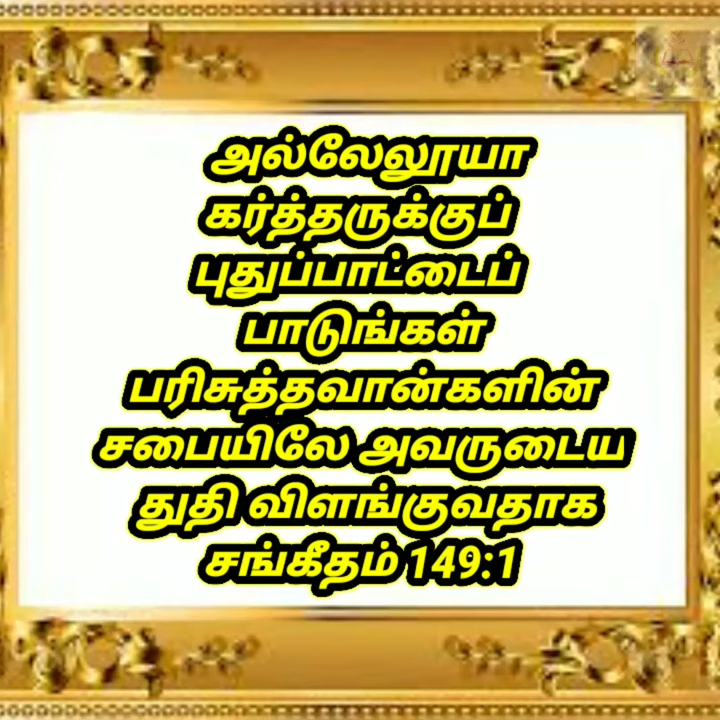 அல்லேலூயா
கர்த்தருக்குப்
புதுப்பாட்டைப்
பாடுங்கள்
பரிசுத்தவான்களின்
சபையிலே அவருடைய
துதி விளங்குவதாக
சங்கீதம் 149:1